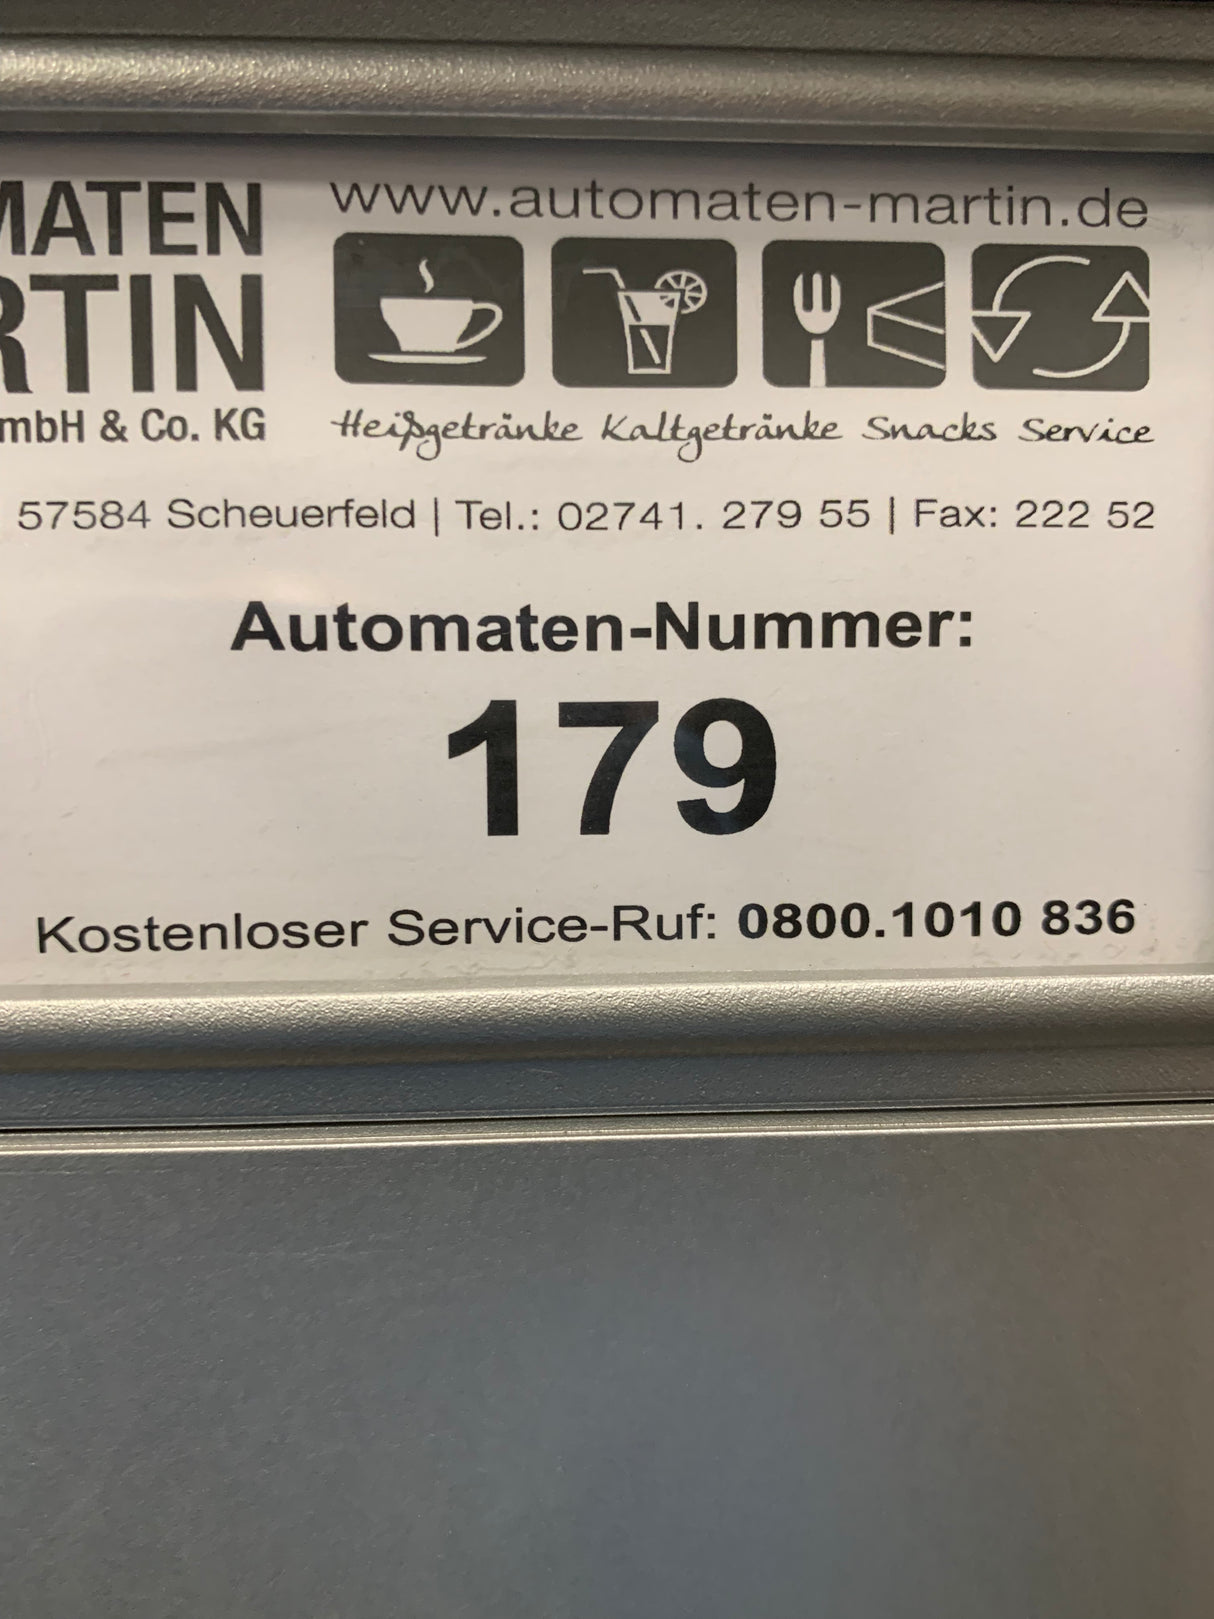 MATEN
RTIN
mbH & Co. KG
www.automaten-martin.de
Heißgetränke Kaltgetränke Snacks Service
57584 Scheuerfeld | Tel.: 02741. 279 55 | Fax: 222 52
Automaten-Nummer:
179
Kostenloser Service-Ruf: 0800.1010 836